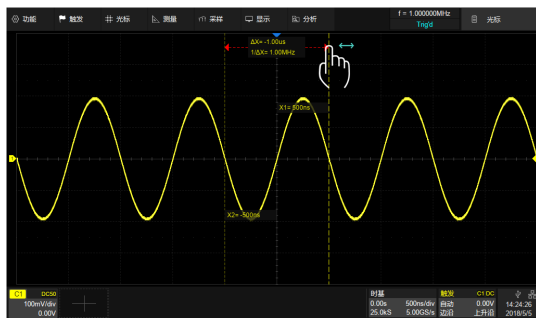 功能
触发
光标
测量
采样
显示
分析
f = 1.000000MHz
Trig'd
光标
ΔX= -1.00us
1/ΔX= 1.00MHz
X1= 500ns
X2= -500ns
C1 DC50
100mV/div
0.00V
时基
0.00s 500ns/div
25.0kS 5.00GS/s
触发 C1 DC
自动 0.00V
边沿 上升沿
14:24:26
2018/5/5